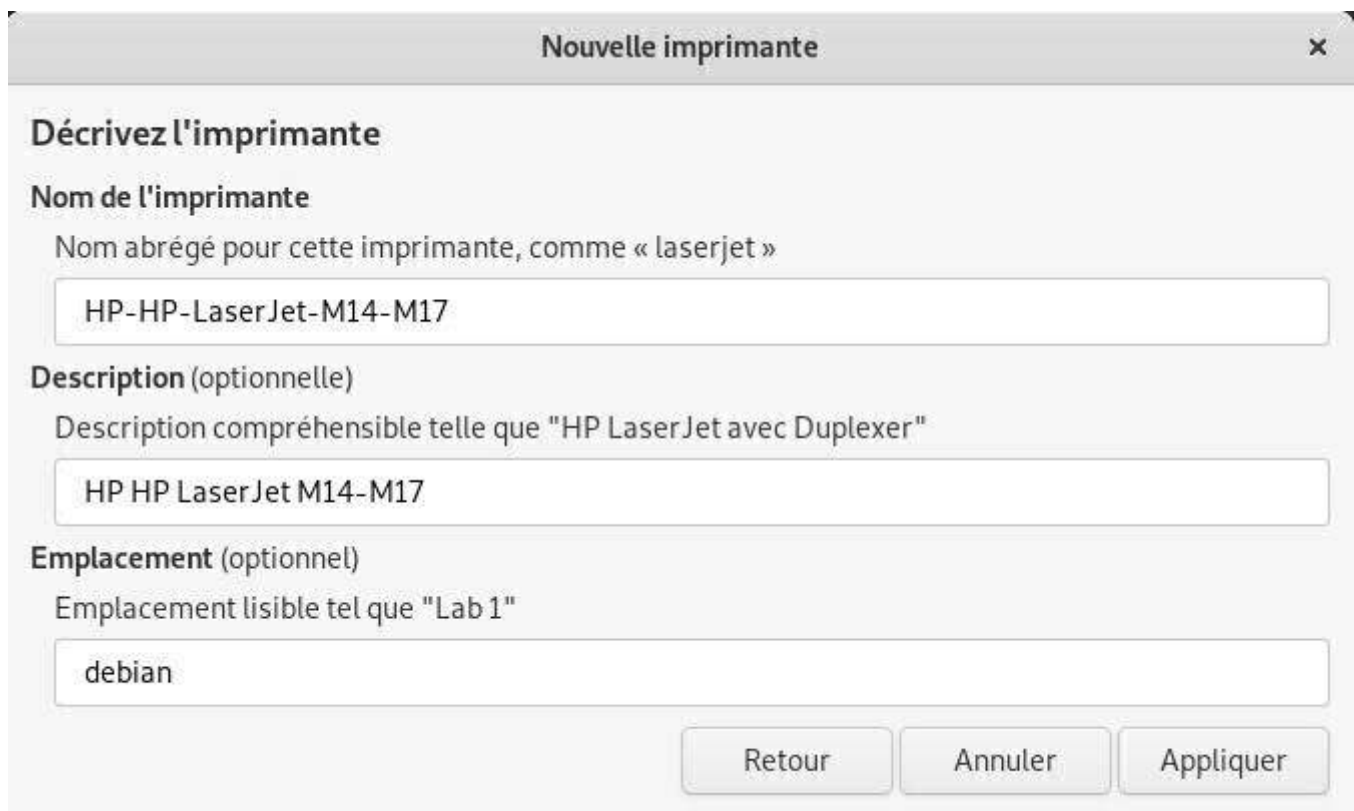 Nouvelle imprimante ×
Décrivez l'imprimante
Nom de l'imprimante
Nom abrégé pour cette imprimante, comme « laserjet »
HP-HP-LaserJet-M14-M17
Description (optionnelle)
Description compréhensible telle que "HP LaserJet avec Duplexer"
HP HP LaserJet M14-M17
Emplacement (optionnel)
Emplacement lisible tel que "Lab 1"
debian
Retour Annuler Appliquer